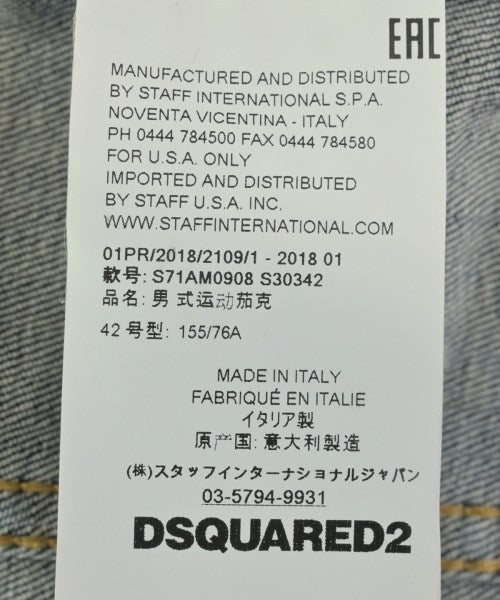 EAC
MANUFACTURED AND DISTRIBUTED
BY STAFF INTERNATIONAL S.P.A.
NOVENTA VICENTINA - ITALY
PH 0444 784500 FAX 0444 784580
FOR U.S.A. ONLY
IMPORTED AND DISTRIBUTED
BY STAFF U.S.A. INC.
WWW.STAFFINTERNATIONAL.COM
01PR/2018/2109/1 - 2018 01
款号: S71AM0908 S30342
品名: 男 式运动茄克
42 号型: 155/76A
MADE IN ITALY
FABRIQUÉ EN ITALIE
イタリア製
原产国: 意大利製造
(株)スタッフインターナショナルジャパン
03-5794-9931
DSQUARED2